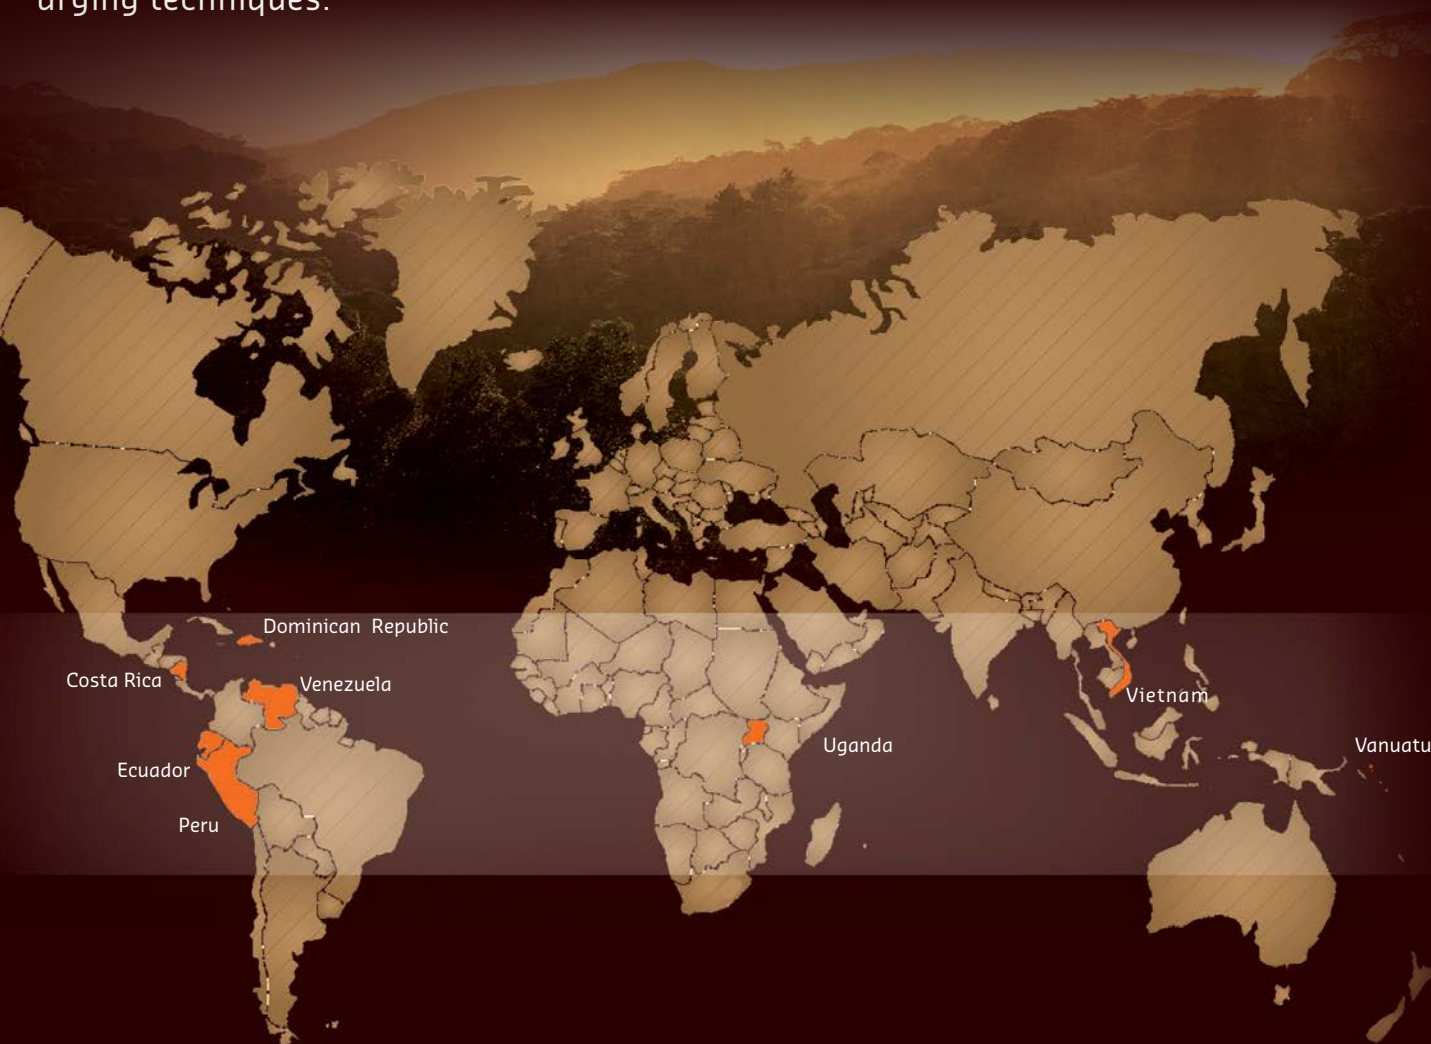 techniques.
Dominican Republic
Costa Rica
Venezuela
Vietnam
Uganda
Vanuatu
Ecuador
Peru